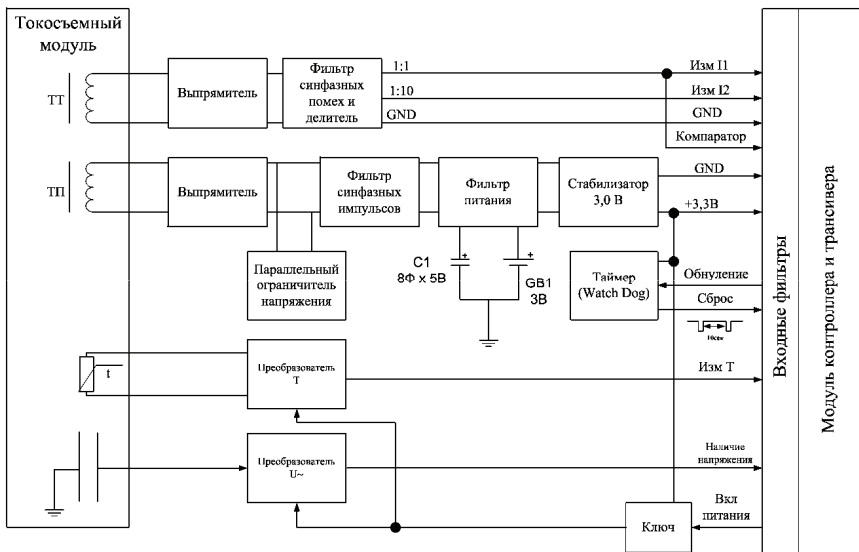 Токосъемный
модуль
ТТ
Выпрямитель
Фильтр
синфазных
помех и
делитель
1:1
1:10
GND
Изм I1
Изм I2
GND
Компаратор
ТП
Выпрямитель
Фильтр
синфазных
импульсов
Фильтр
питания
Стабилизатор
3,0 В
GND
+3,3В
Параллельный
ограничитель
напряжения
C1
8Ф x 5В
GB1
3В
Таймер
(Watch Dog)
Обнуление
Сброс
t
Преобразователь
Т
Изм Т
Преобразователь
U~
Наличие
напряжения
Ключ
Вкл
питания
Входные фильтры
Модуль контроллера и трансивера